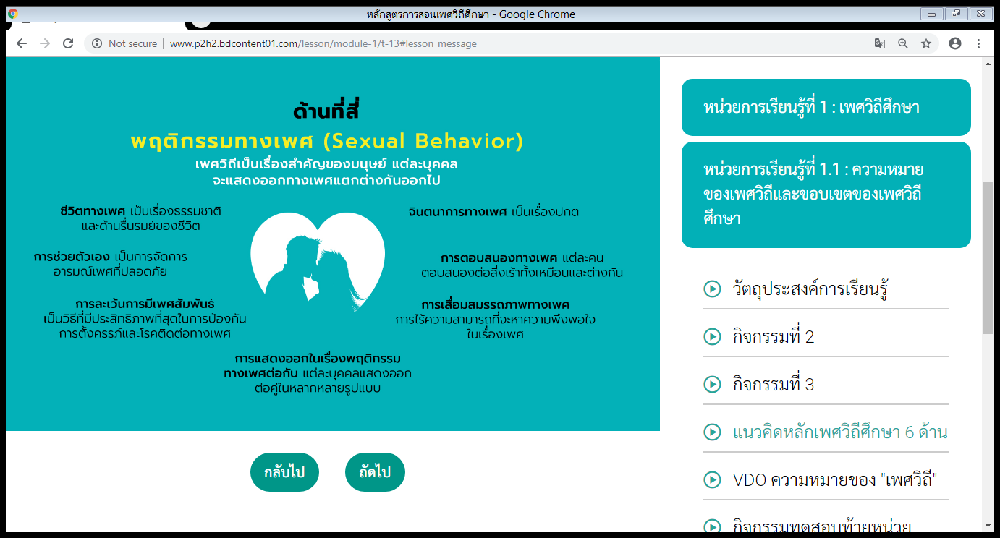 หลักสูตรการสอนเพศวิถีศึกษา - Google Chrome
Not secure
www.p2h2.bdcontent01.com/lesson/module-1/t-13#lesson_message
ด้านที่สี่
พฤติกรรมทางเพศ (Sexual Behavior)
เพศวิถีเป็นเรื่องสำคัญของมนุษย์ แต่ละบุคคล
จะแสดงออกทางเพศแตกต่างกันออกไป
ชีวิตทางเพศ เป็นเรื่องธรรมชาติ
และด้านรื่นรมย์ของชีวิต
การช่วยตัวเอง เป็นการจัดการ
อารมณ์เพศที่ปลอดภัย
การละเว้นการมีเพศสัมพันธ์
เป็นวิธีที่มีประสิทธิภาพที่สุดในการป้องกัน
การตั้งครรภ์และโรคติดต่อทางเพศ
จินตนาการทางเพศ เป็นเรื่องปกติ
การตอบสนองทางเพศ แต่ละคน
ตอบสนองต่อสิ่งเร้าทั้งเหมือนและต่างกัน
การเสื่อมสมรรถภาพทางเพศ
การไร้ความสามารถที่จะหาความพึงพอใจ
ในเรื่องเพศ
การแสดงออกในเรื่องพฤติกรรม
ทางเพศต่อกัน แต่ละบุคคลแสดงออก
ต่อคู่ในหลากหลายรูปแบบ
กลับไป
ถัดไป
หน่วยการเรียนรู้ที่ 1 : เพศวิถีศึกษา
หน่วยการเรียนรู้ที่ 1.1 : ความหมาย
ของเพศวิถีและขอบเขตของเพศวิถี
ศึกษา
วัตถุประสงค์การเรียนรู้
กิจกรรมที่ 2
กิจกรรมที่ 3
แนวคิดหลักเพศวิถีศึกษา 6 ด้าน
VDO ความหมายของ "เพศวิถี"
กิจกรรมทดสอบท้ายหน่วย